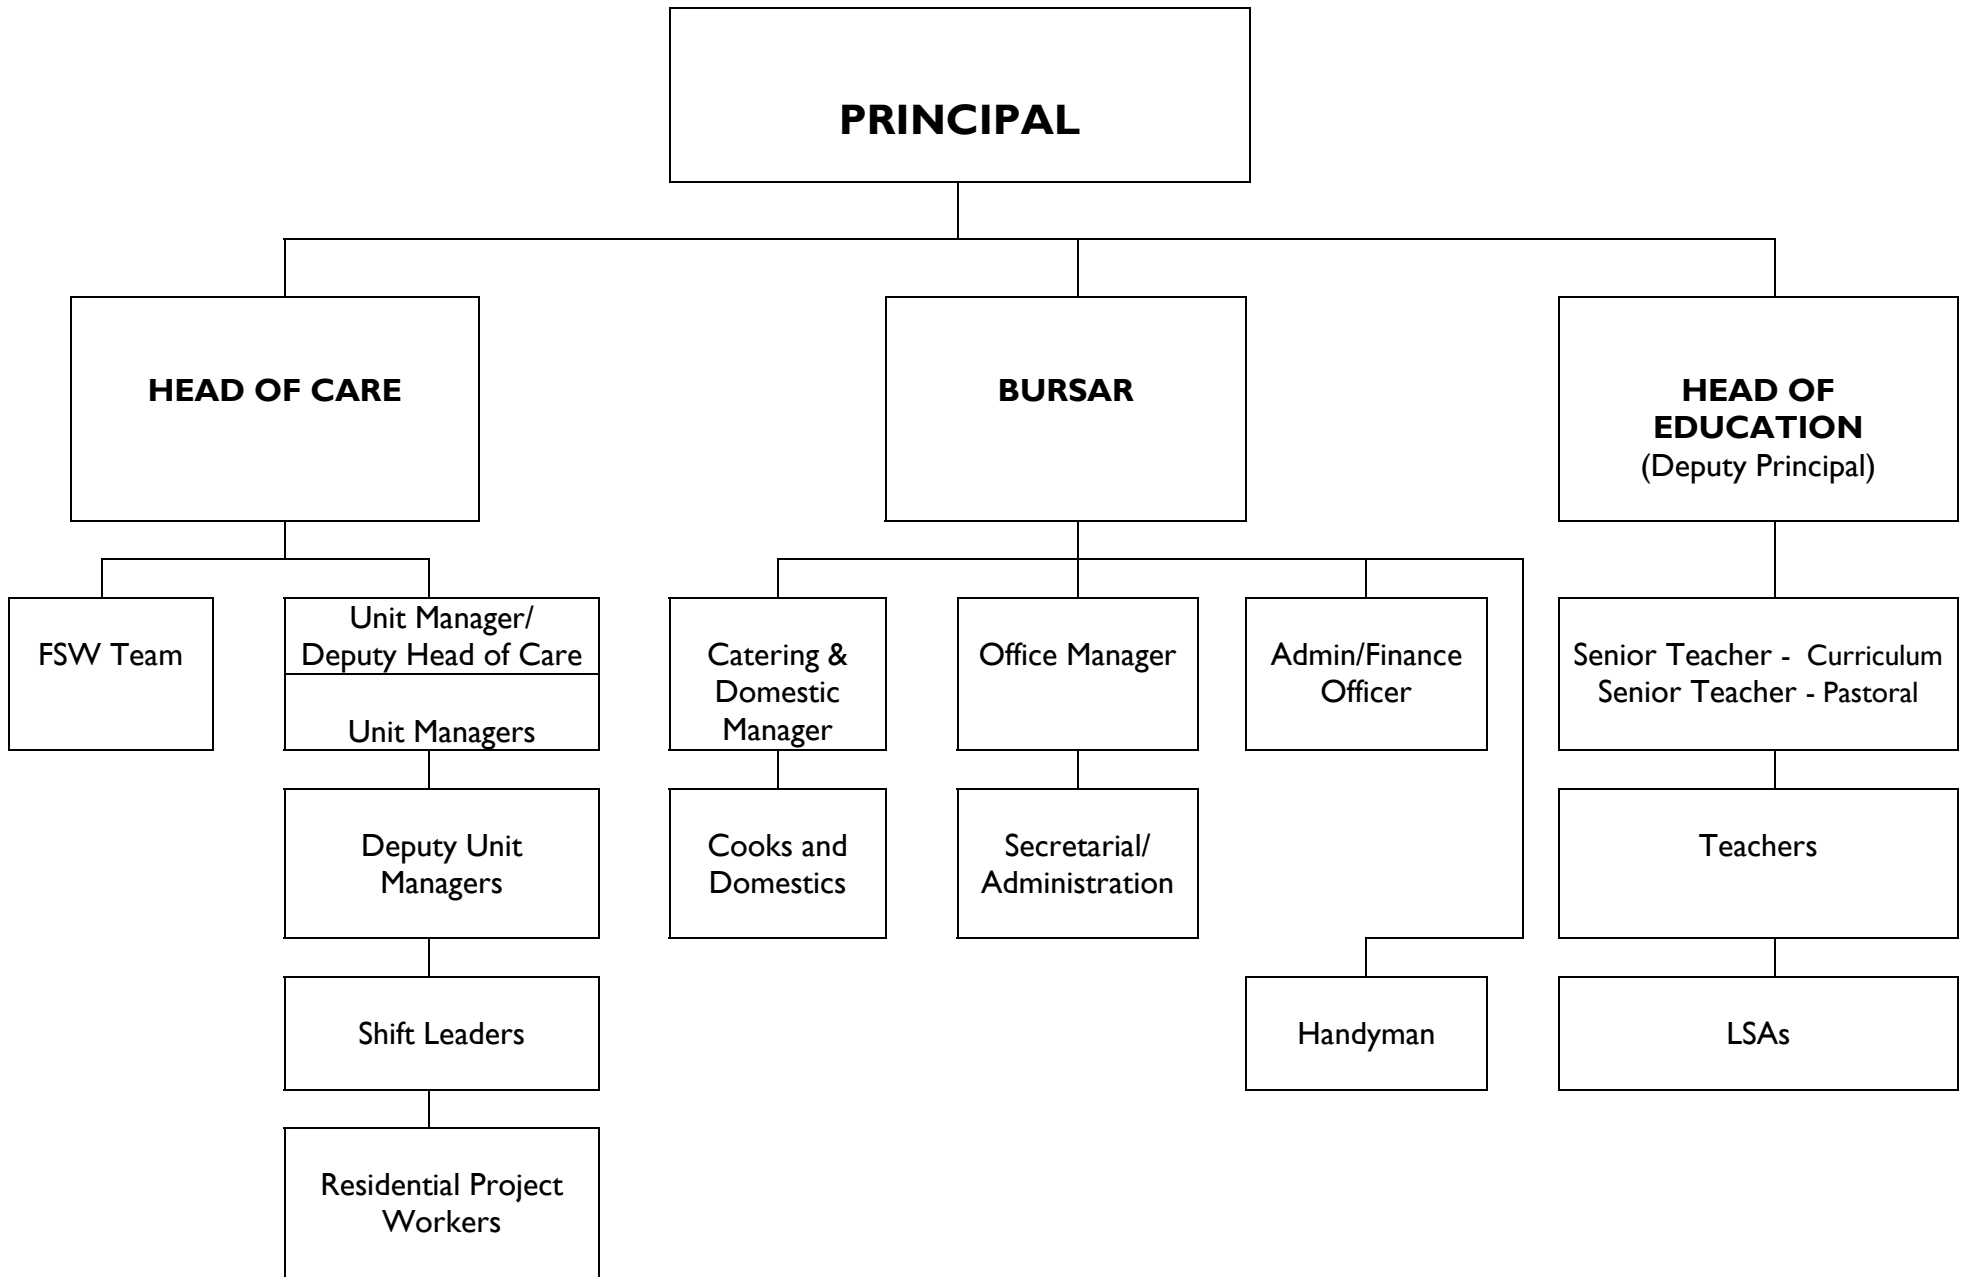 PRINCIPAL
HEAD OF CARE
BURSAR
HEAD OF
EDUCATION
(Deputy Principal)
FSW Team
Unit Manager/
Deputy Head of Care
Unit Managers
Catering &
Domestic
Manager
Office Manager
Admin/Finance
Officer
Senior Teacher -  Curriculum
Senior Teacher - Pastoral
Deputy Unit
Managers
Cooks and
Domestics
Secretarial/
Administration
Teachers
Shift Leaders
Handyman
LSAs
Residential Project
Workers